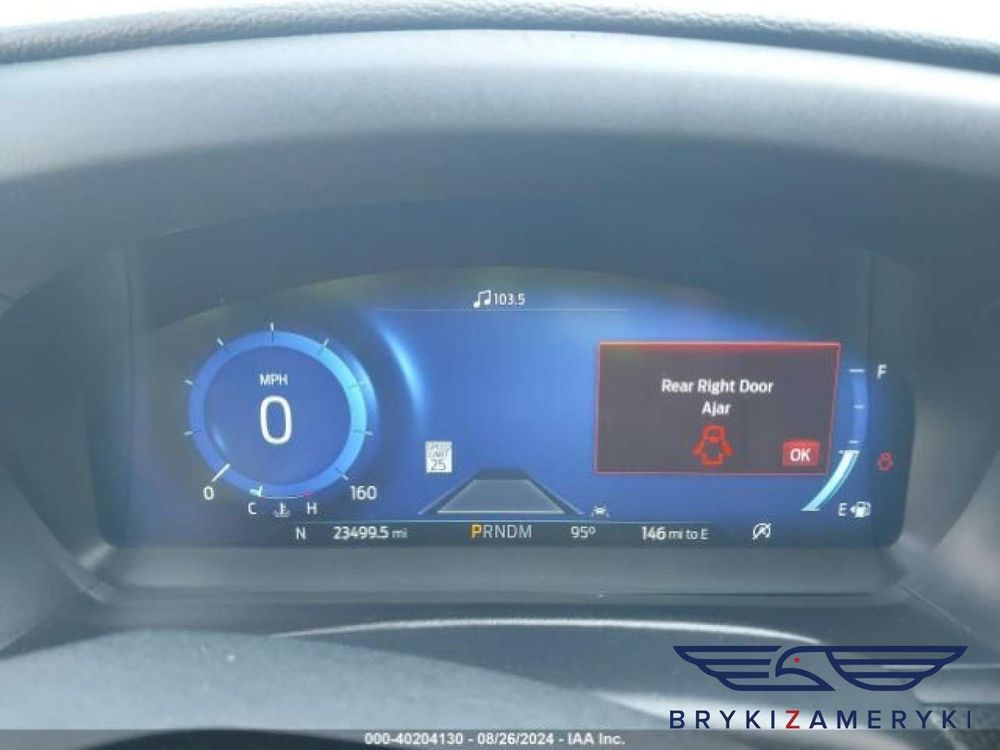 103.5
MPH
0
0
160
C
H
SPEED
LIMIT
25
Rear Right Door
Ajar
OK
F
E
N
23499.5 mi
PRNDM
95º
146 mi to E
BRYKIZAMERYKI
000-40204130 - 08/26/2024 - IAA Inc.